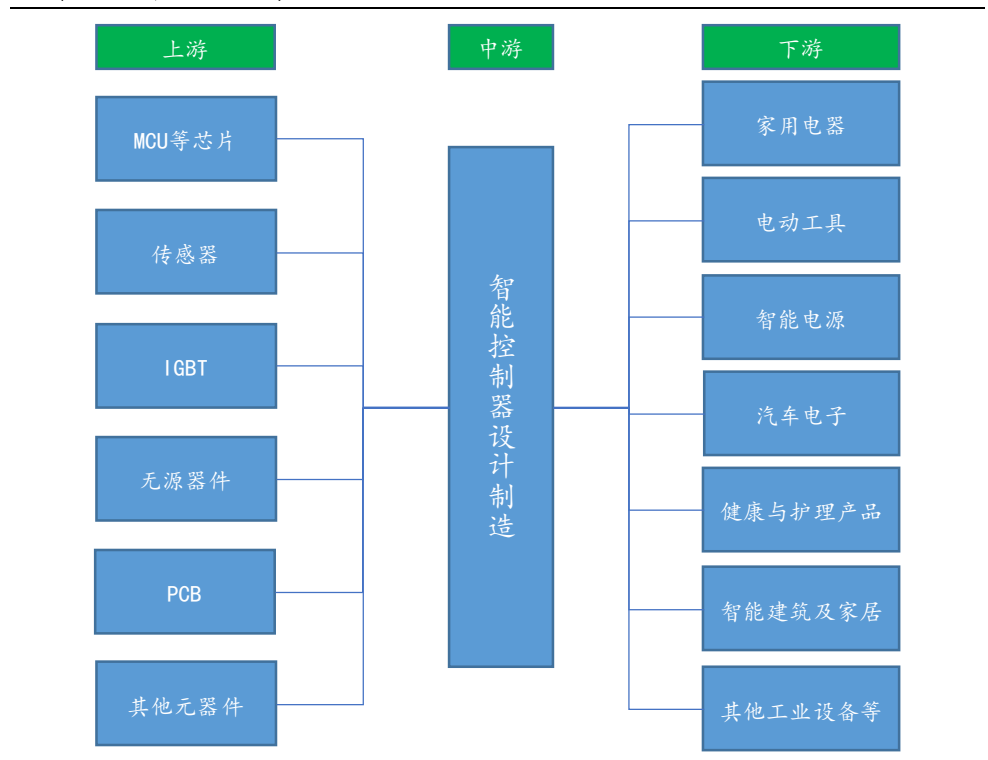 上游
中游
下游
MCU等芯片
传感器
IGBT
无源器件
PCB
其他元器件
智能控制器设计制造
家用电器
电动工具
智能电源
汽车电子
健康与护理产品
智能建筑及家居
其他工业设备等